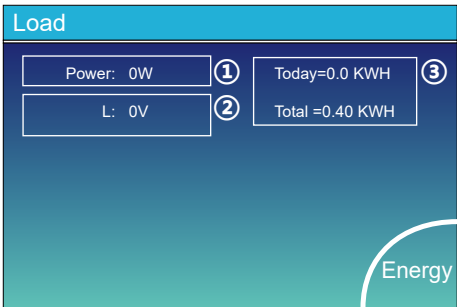 Load
Power: 0W
①
L: 0V
②
Today=0.0 KWH
③
Total =0.40 KWH
Energy